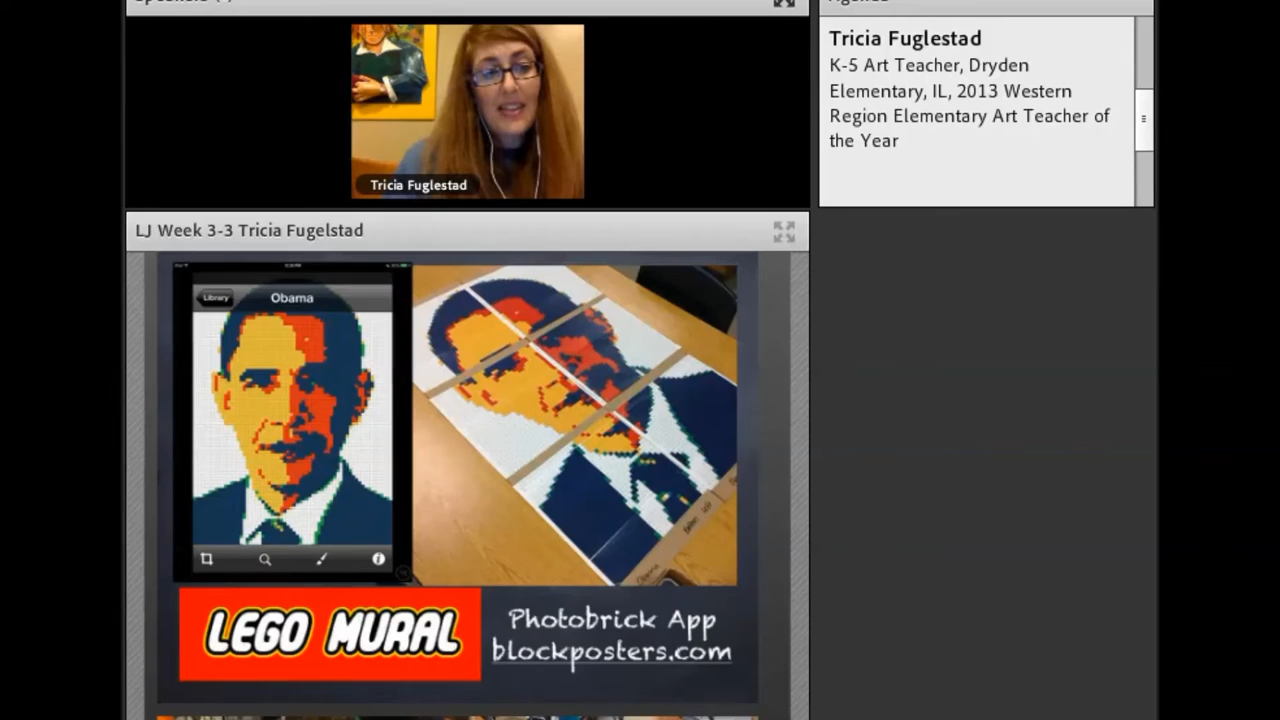 Tricia Fuglestad
K-5 Art Teacher, Dryden
Elementary, IL, 2013 Western
Region Elementary Art Teacher of
the Year
Tricia Fuglestad
LJ Week 3-3 Tricia Fugelstad
Library
Obama
LEGO MURAL
Photobrick App
blockposters.com